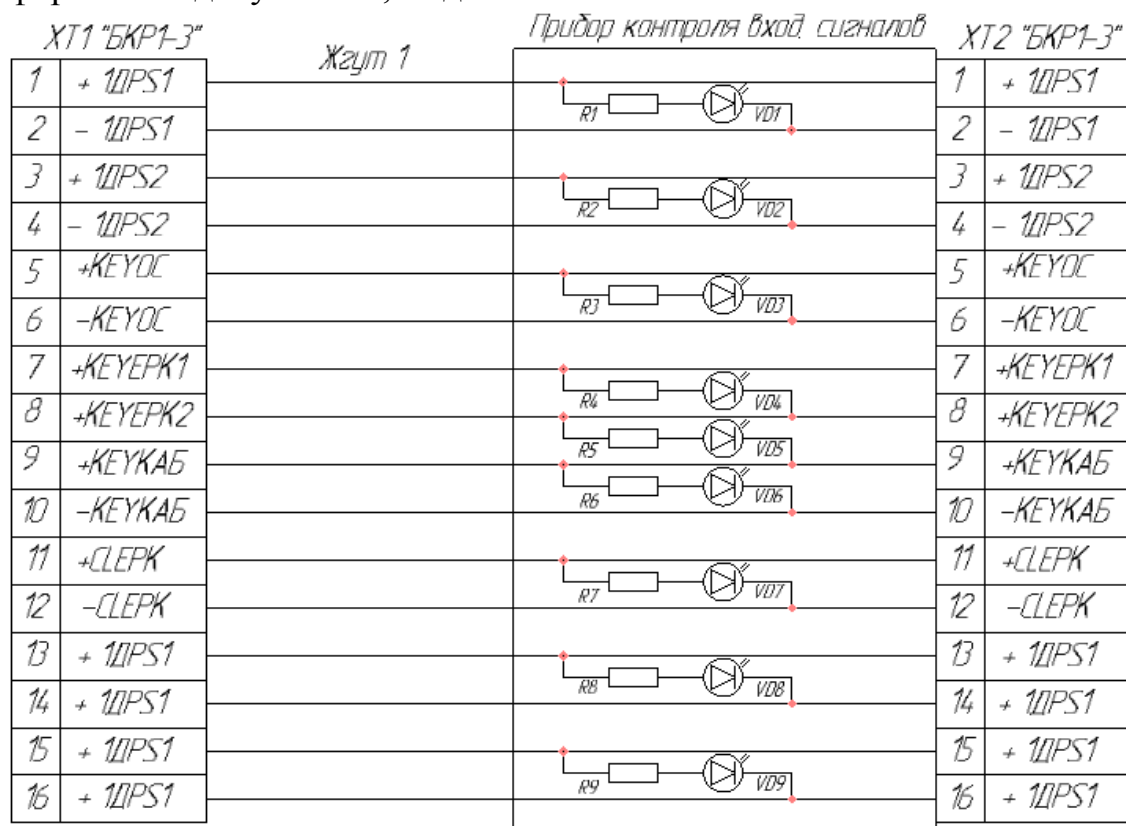 ХТ1 "БКР1-3"
Жгут 1
Прибор контроля вход. сигналов
ХТ2 "БКР1-3"
1 + 1ДPS1
R1 VD1
1 + 1ДPS1
2 - 1ДPS1
2 - 1ДPS1
3 + 1ДPS2
R2 VD2
3 + 1ДPS2
4 - 1ДPS2
4 - 1ДPS2
5 +KEYOC
R3 VD3
5 +KEYOC
6 -KEYOC
6 -KEYOC
7 +KEYEPK1
R4 VD4
7 +KEYEPK1
8 +KEYEPK2
R5 VD5
8 +KEYEPK2
9 +KEYКАБ
R6 VD6
9 +KEYКАБ
10 -KEYКАБ
10 -KEYКАБ
11 +CLEPK
R7 VD7
11 +CLEPK
12 -CLEPK
12 -CLEPK
13 + 1ДPS1
R8 VD8
13 + 1ДPS1
14 + 1ДPS1
14 + 1ДPS1
15 + 1ДPS1
R9 VD9
15 + 1ДPS1
16 + 1ДPS1
16 + 1ДPS1